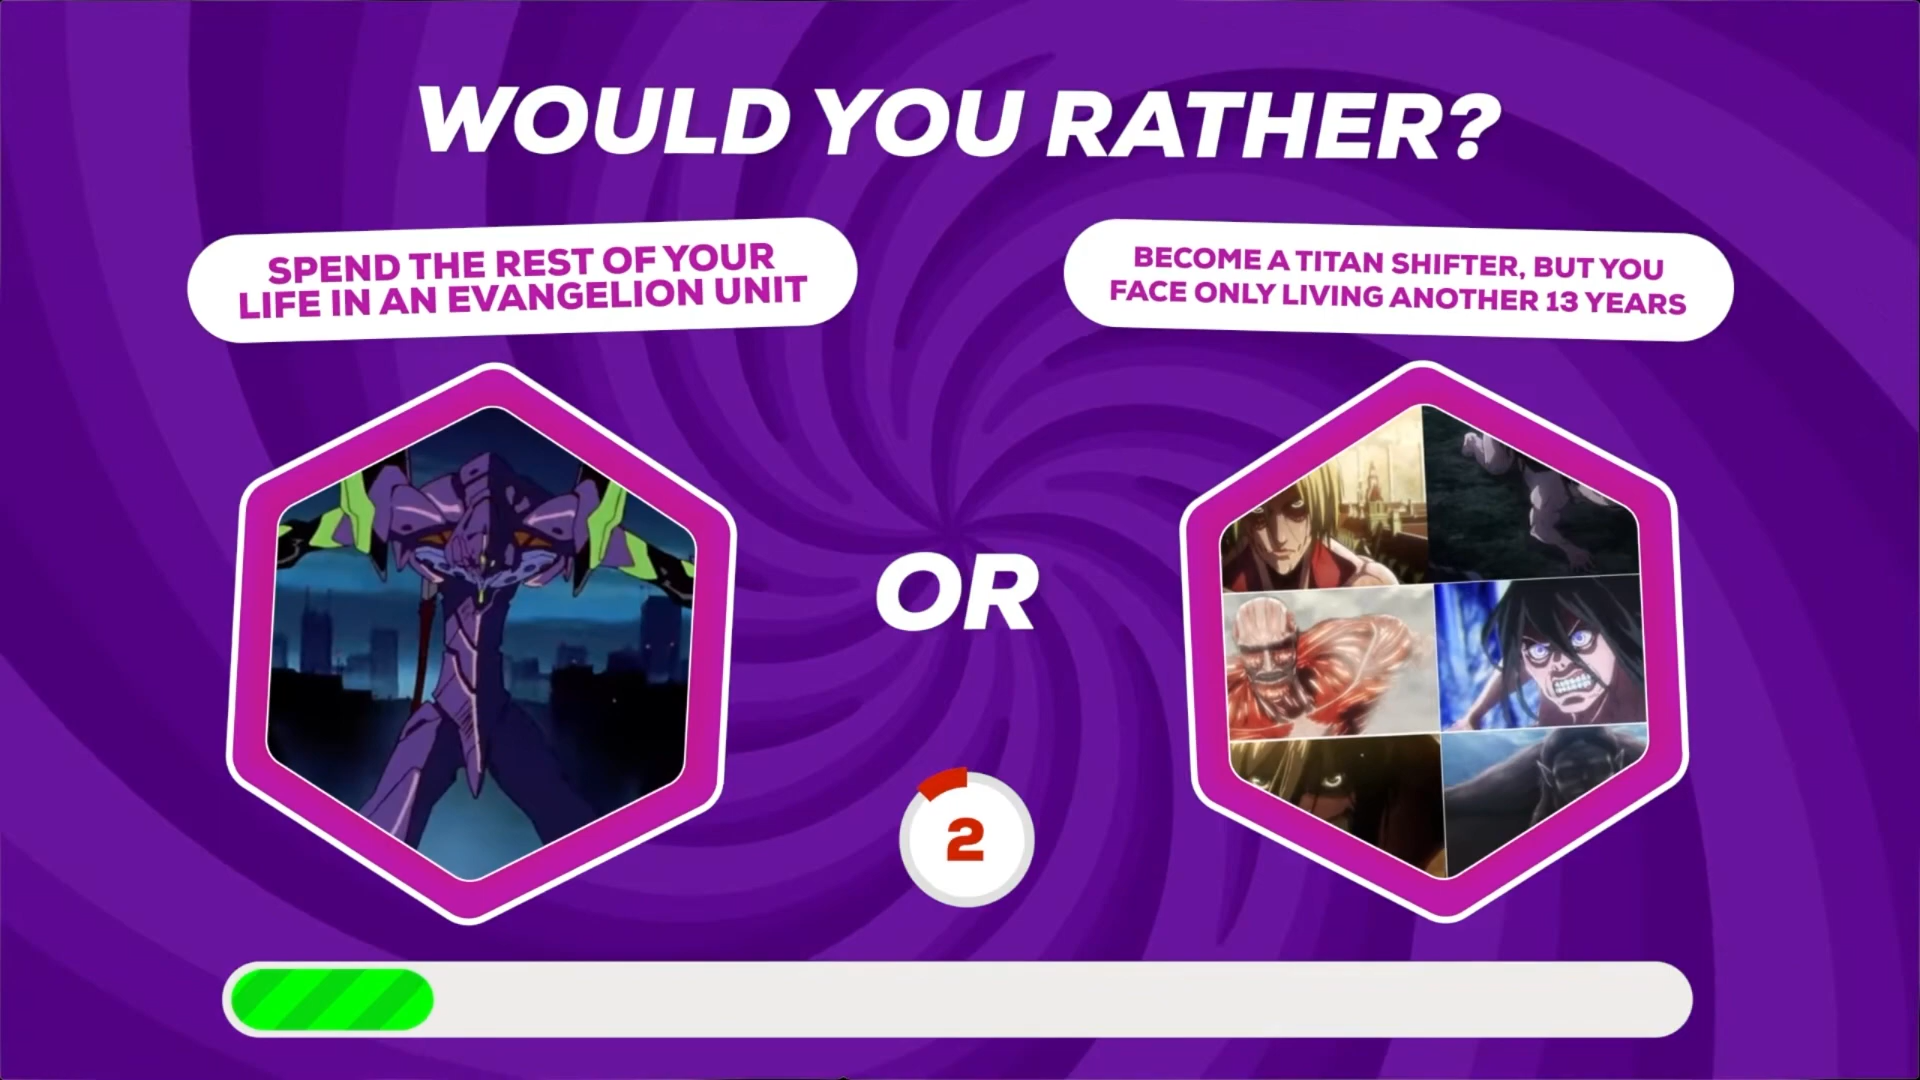 WOULD YOU RATHER?
SPEND THE REST OF YOUR
LIFE IN AN EVANGELION UNIT
BECOME A TITAN SHIFTER, BUT YOU
FACE ONLY LIVING ANOTHER 13 YEARS
OR
2